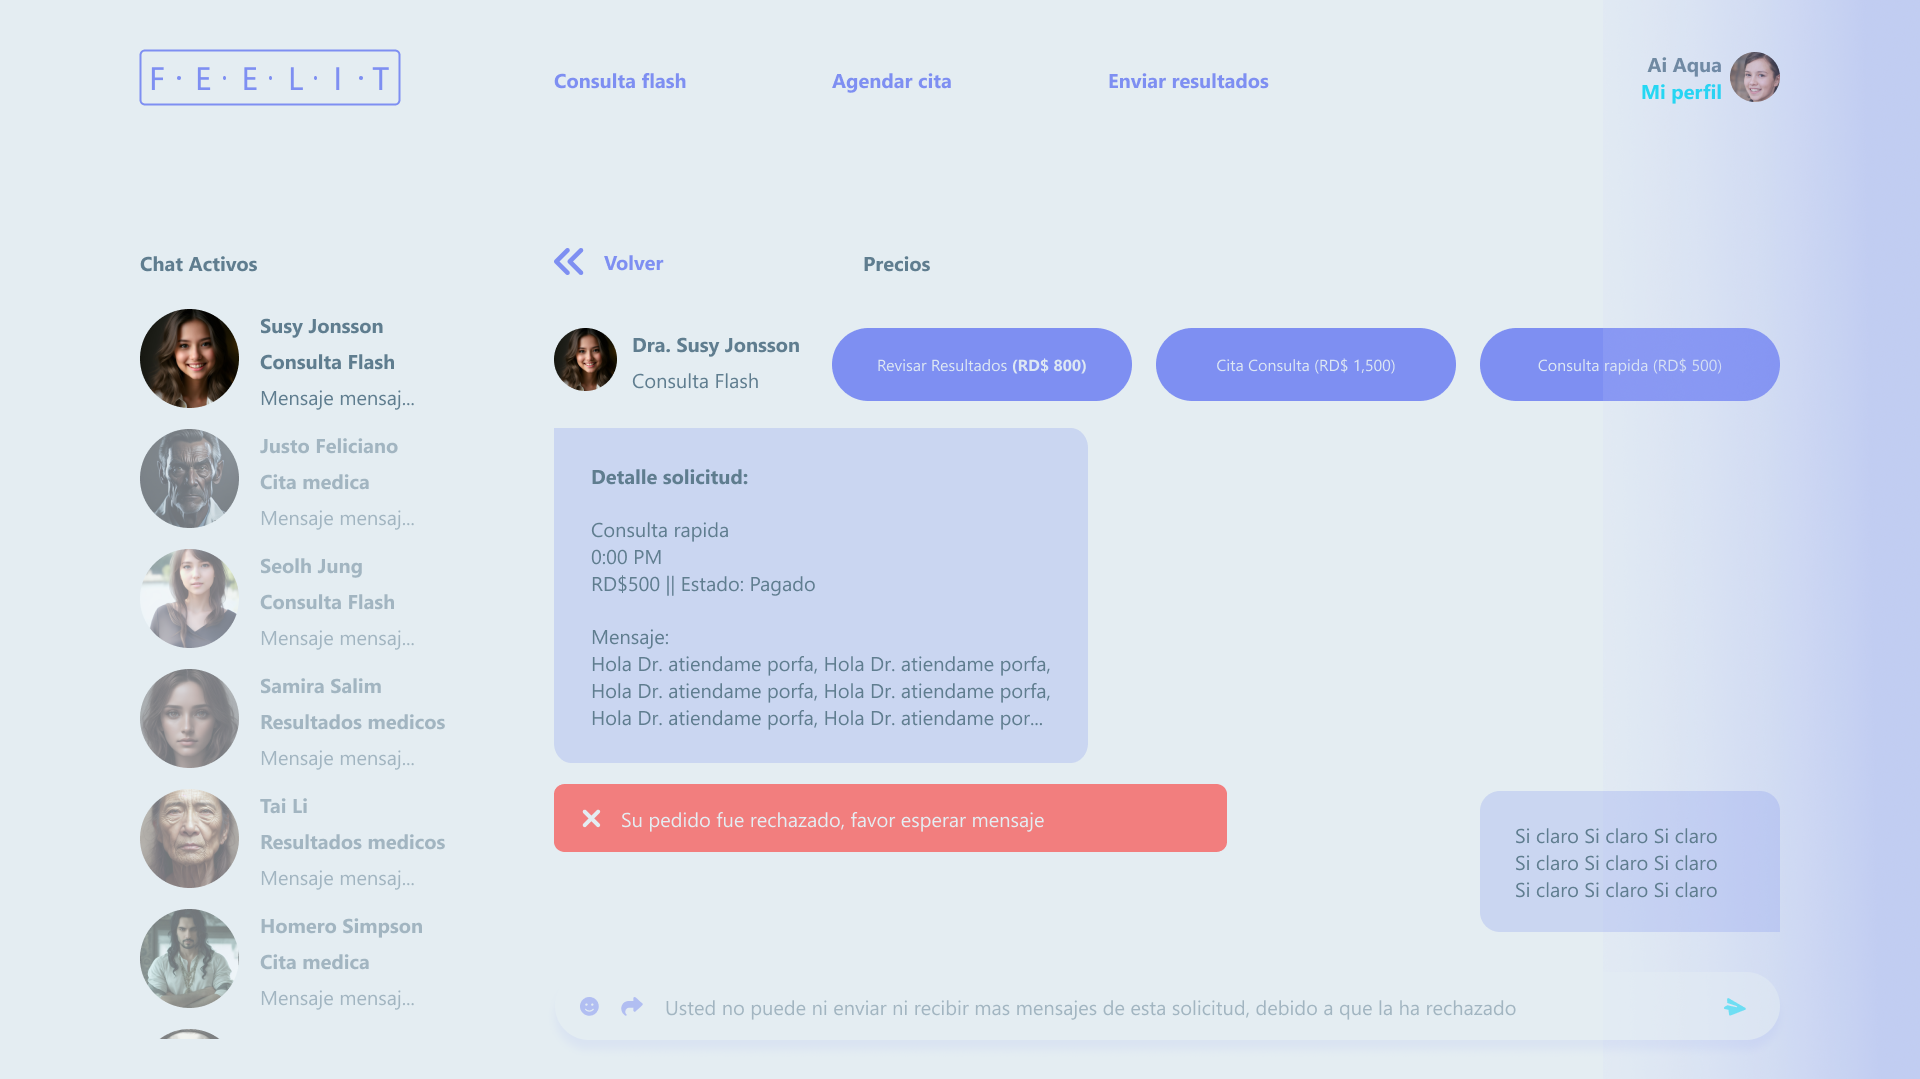 F·E·E·L·I·T
Consulta flash
Agendar cita
Enviar resultados
Ai Aqua
Mi perfil
Chat Activos
Volver
Precios
Susy Jonsson
Consulta Flash
Mensaje mensaj...
Justo Feliciano
Cita medica
Mensaje mensaj...
Seolh Jung
Consulta Flash
Mensaje mensaj...
Samira Salim
Resultados medicos
Mensaje mensaj...
Tai Li
Resultados medicos
Mensaje mensaj...
Homero Simpson
Cita medica
Mensaje mensaj...
Dra. Susy Jonsson
Consulta Flash
Revisar Resultados (RD$ 800)
Cita Consulta (RD$ 1,500)
Consulta rapida (RD$ 500)
Detalle solicitud:
Consulta rapida
0:00 PM
RD$500 || Estado: Pagado
Mensaje:
Hola Dr. atiendame porfa, Hola Dr. atiendame porfa,
Hola Dr. atiendame porfa, Hola Dr. atiendame porfa,
Hola Dr. atiendame porfa, Hola Dr. atiendame por...
Su pedido fue rechazado, favor esperar mensaje
Si claro Si claro Si claro
Si claro Si claro Si claro
Si claro Si claro Si claro
Usted no puede ni enviar ni recibir mas mensajes de esta solicitud, debido a que la ha rechazado